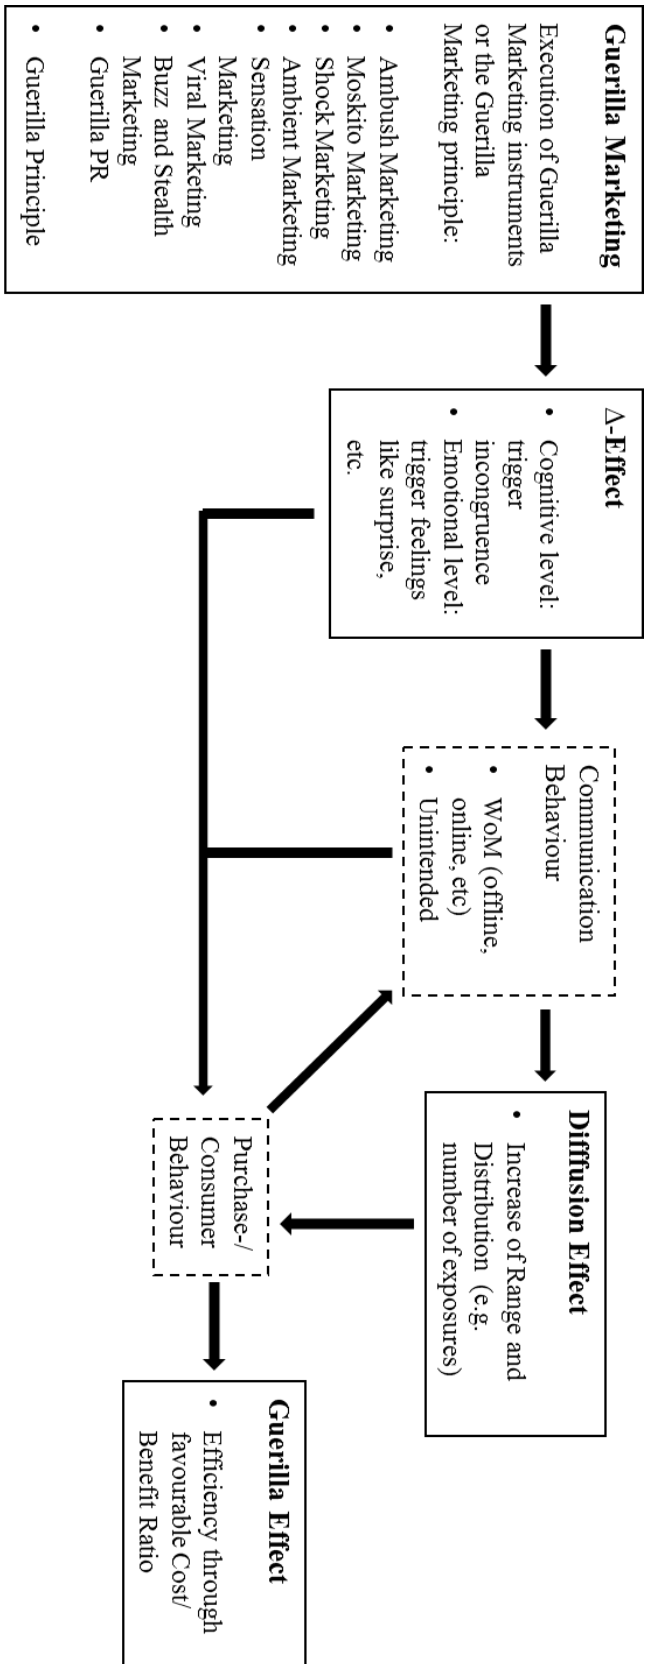 Guerilla Marketing
Execution of Guerilla
Marketing instruments
or the Guerilla
Marketing principle:
• Ambush Marketing
• Moskito Marketing
• Shock Marketing
• Ambient Marketing
• Sensation
Marketing
• Viral Marketing
• Buzz and Stealth
Marketing
• Guerilla PR
• Guerilla Principle
Δ-Effect
• Cognitive level:
trigger
incongruence
• Emotional level:
trigger feelings
like surprise,
etc.
Communication
Behaviour
• WoM (offline,
online, etc)
• Unintended
Difffusion Effect
• Increase of Range and
Distribution (e.g.
number of exposures)
Purchase-/
Consumer
Behaviour
Guerilla Effect
• Efficiency through
favourable Cost/
Benefit Ratio